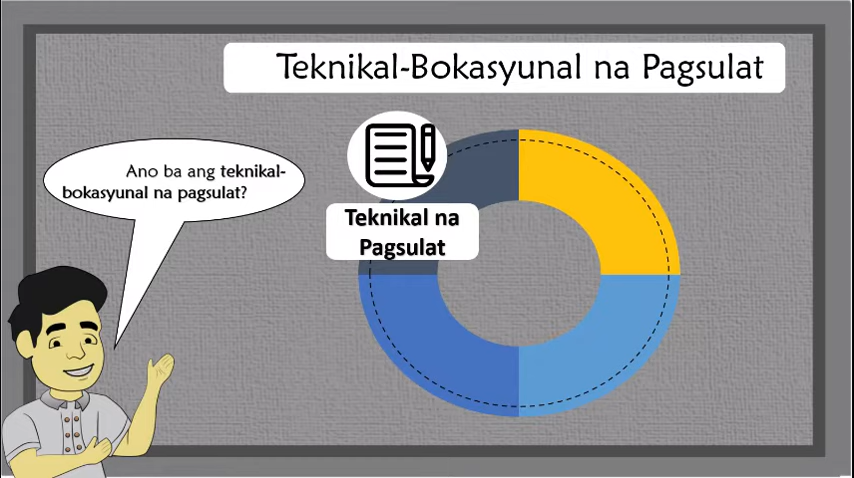 Teknikal-Bokasyunal na Pagsulat
Ano ba ang teknikal-
bokasyunal na pagsulat?
Teknikal na
Pagsulat